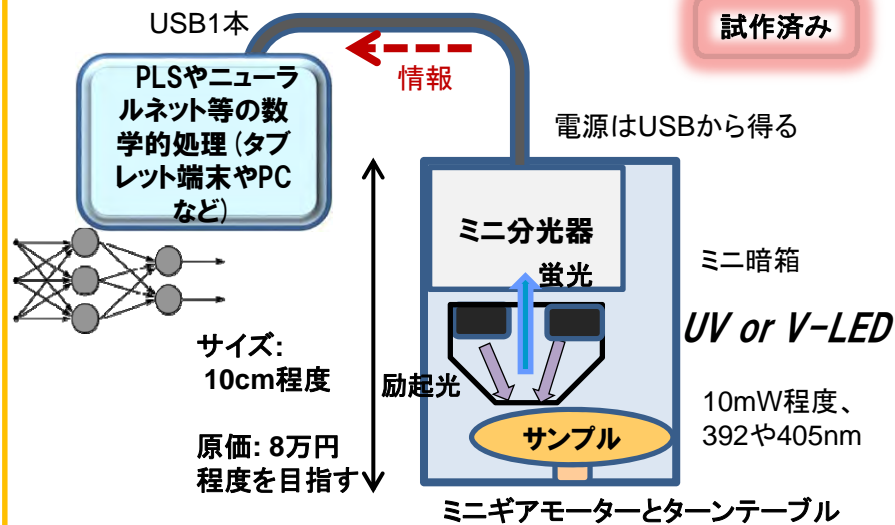 USB1本
試作済み
情報
PLSやニューラ
ルネット等の数
学的処理(タブ
レット端末やPC
など)
電源はUSBから得る
ミニ分光器
蛍光
ミニ暗箱
UV or V-LED
サイズ:
10cm程度
励起光
10mW程度、
392や405nm
サンプル
原価: 8万円
程度を目指す
ミニギアモーターとターンテーブル